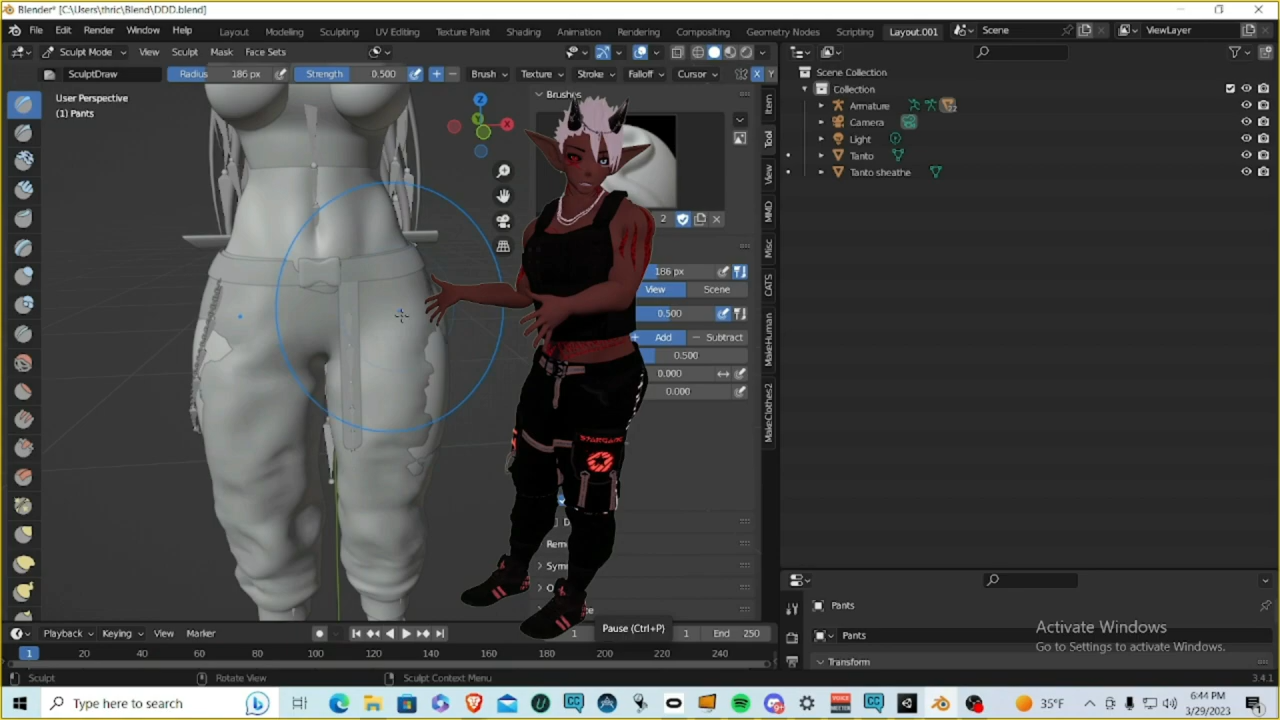 Blender* [C:\Users\thric\Blend\DDD.blend]
File Edit Render Window Help Layout Modeling Sculpting UV Editing Texture Paint Shading Animation Rendering Compositing Geometry Nodes Scripting Layout.001 Scene ViewLayer
Sculpt Mode View Sculpt Mask Face Sets
SculptDraw Radius 186 px Strength 0.500 Brush Texture Stroke Falloff Cursor X Y
User Perspective
(1) Pants
Z
X
Y
Brushes
2
186 px
View Scene
0.500
Add Subtract
0.500
0.000
0.000
Item
Tool
View
MMD
Misc
CATS
MakeHuman
MakeClothes2
STARGAZE
Pause (Ctrl+P)
Scene Collection
Collection
Armature
Camera
Light
Tanto
Tanto sheathe
Pants
Pants
Transform
Activate Windows
Go to Settings to activate Windows.
Playback Keying View Marker 1 1 End 250
1 20 40 60 80 100 120 140 160 180 200 220 240
Sculpt Rotate View Sculpt Context Menu 3.4.1
Type here to search 35°F 6:44 PM
3/29/2023